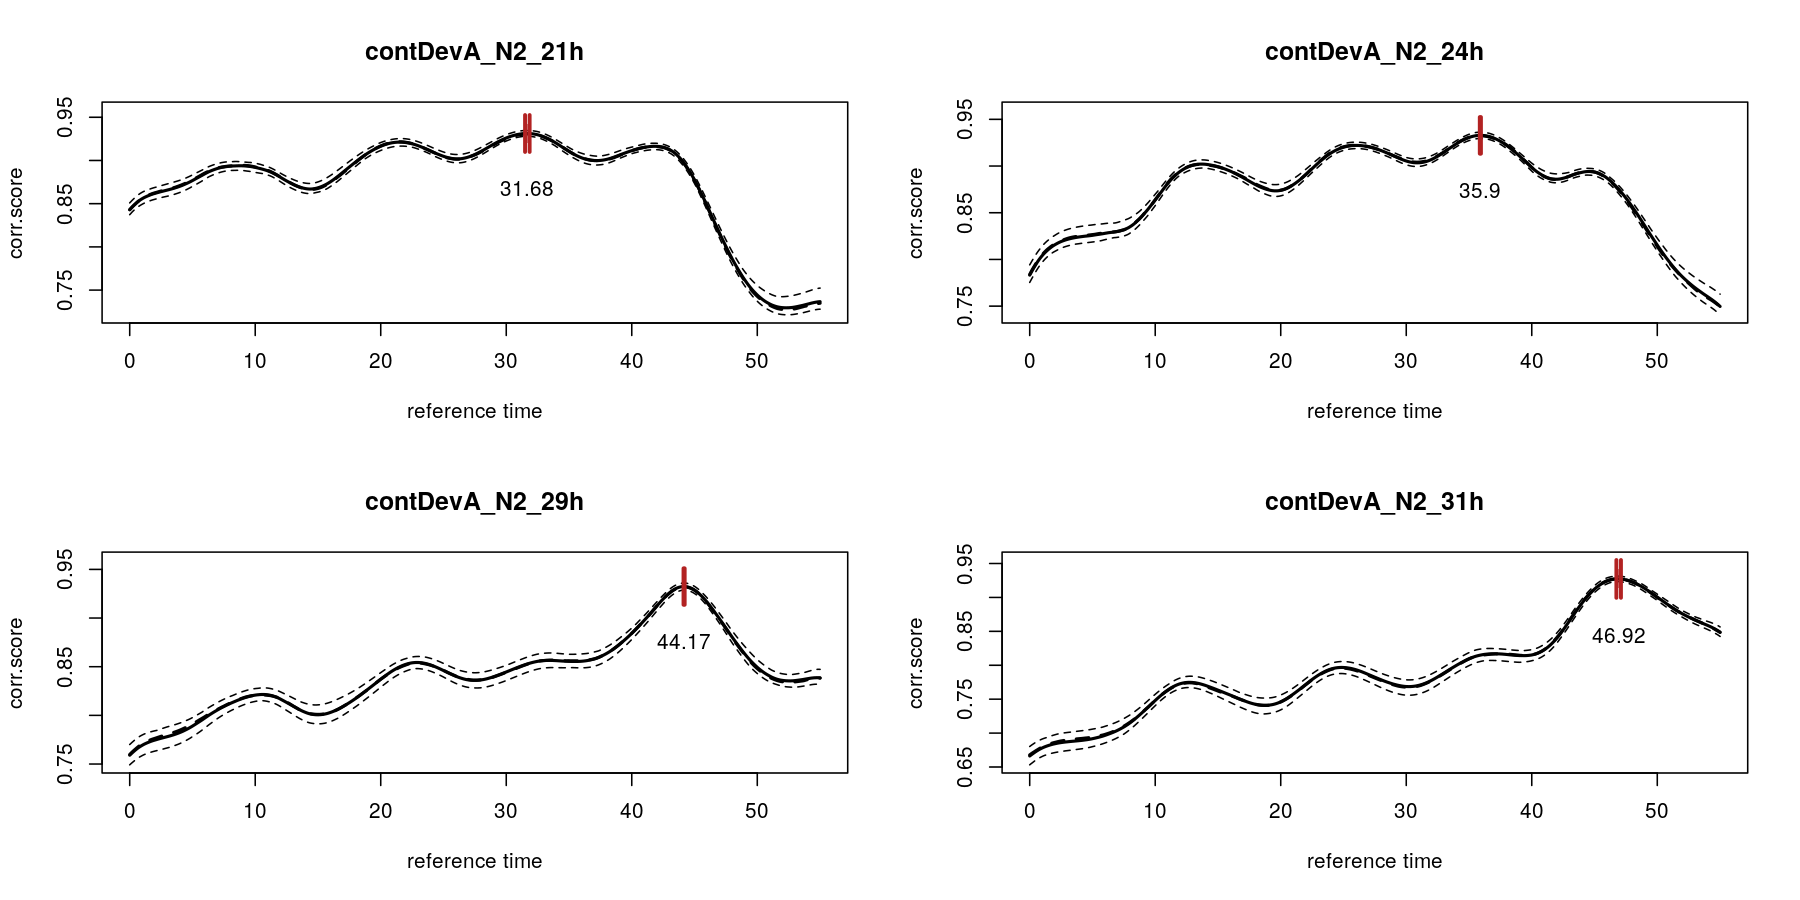 contDevA_N2_21h
corr.score
0.95
0.85
0.75
31.68
0 10 20 30 40 50
reference time
contDevA_N2_24h
corr.score
0.95
0.85
0.75
35.9
0 10 20 30 40 50
reference time
contDevA_N2_29h
corr.score
0.95
0.85
0.75
44.17
0 10 20 30 40 50
reference time
contDevA_N2_31h
corr.score
0.95
0.85
0.75
0.65
46.92
0 10 20 30 40 50
reference time